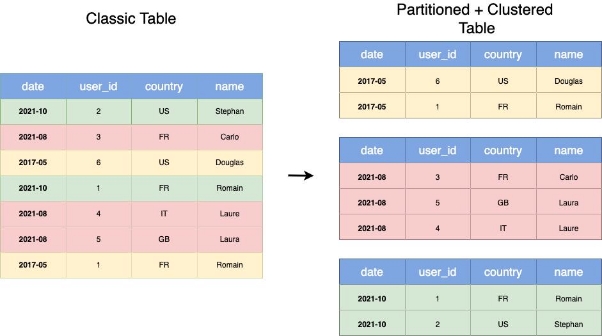 Classic Table
date user_id country name
2021-10 2 US Stephan
2021-08 3 FR Carlo
2017-05 6 US Douglas
2021-10 1 FR Romain
2021-08 4 IT Laure
2021-08 5 GB Laura
2017-05 1 FR Romain
Partitioned + Clustered
Table
date user_id country name
2017-05 6 US Douglas
2017-05 1 FR Romain
date user_id country name
2021-08 3 FR Carlo
2021-08 5 GB Laura
2021-08 4 IT Laure
date user_id country name
2021-10 1 FR Romain
2021-10 2 US Stephan